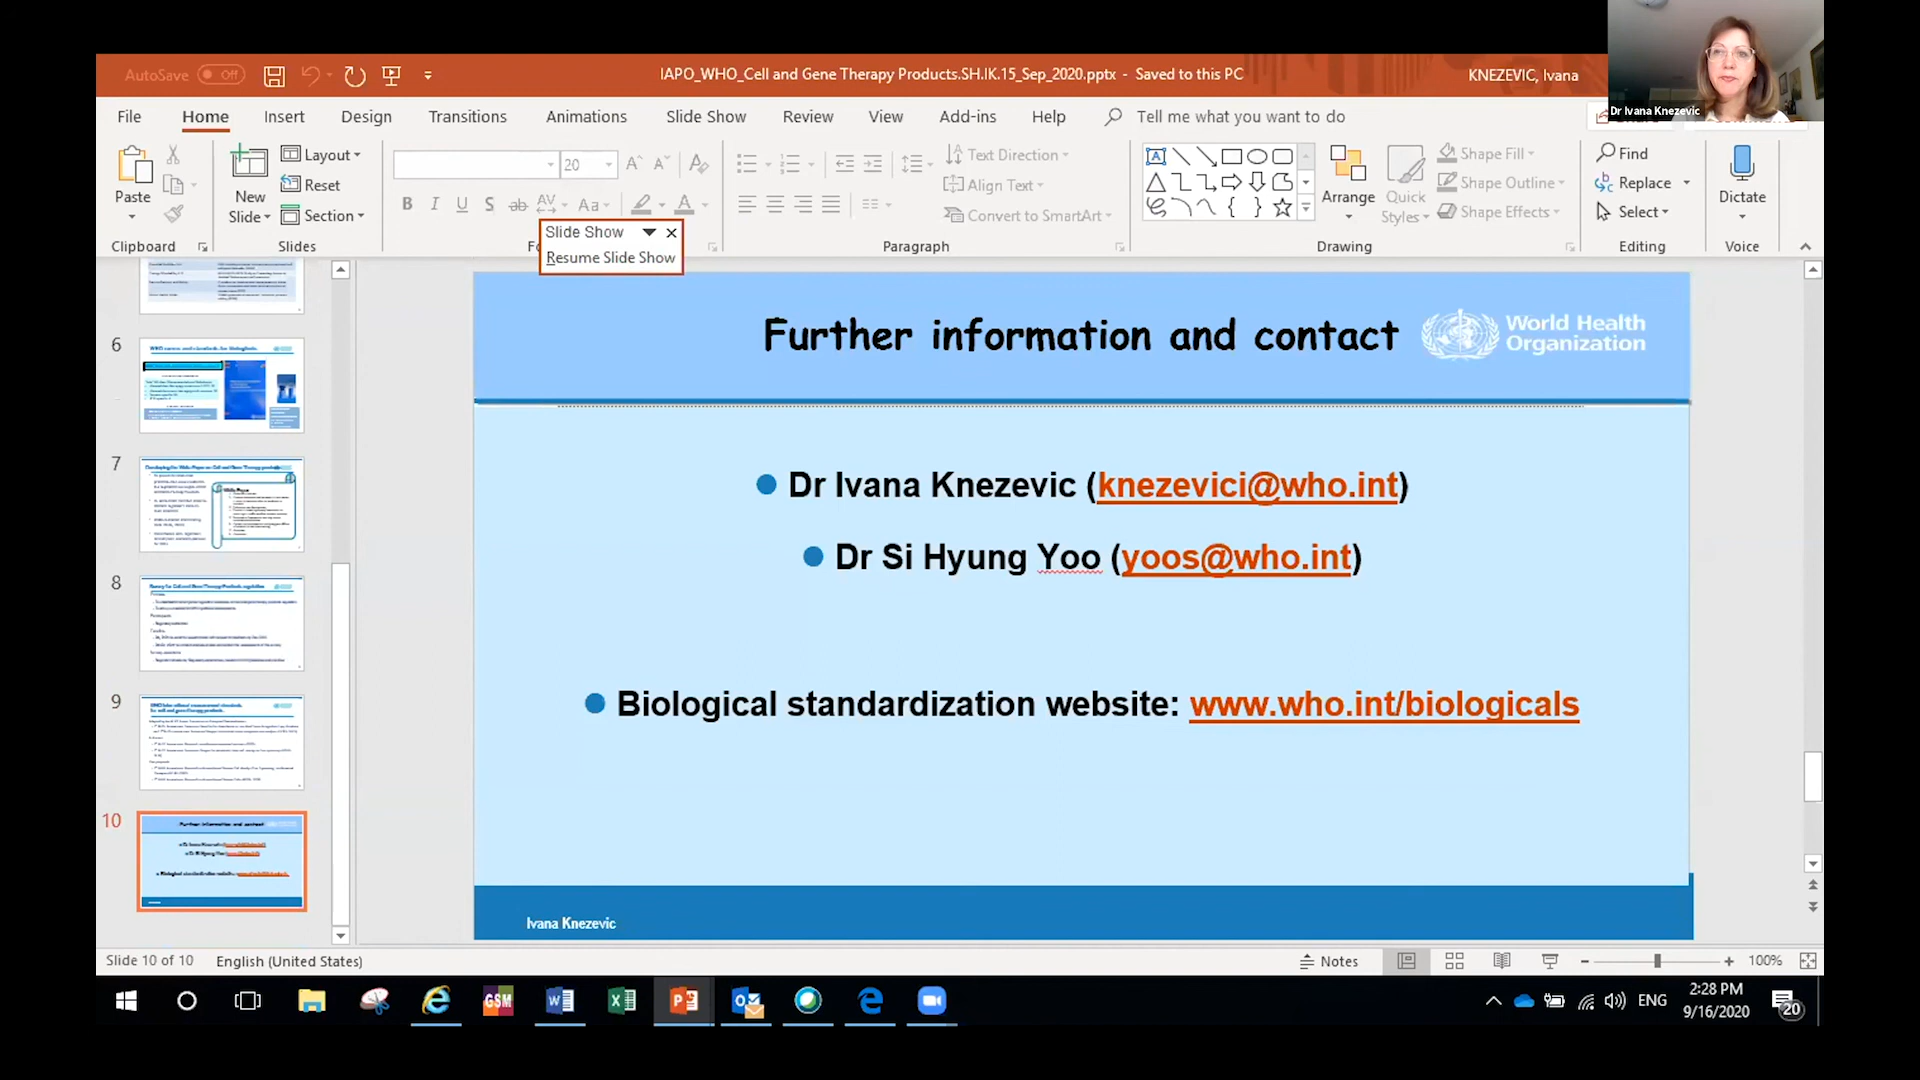 AutoSave Off
IAPO_WHO_Cell and Gene Therapy Products.SH.IK.15_Sep_2020.pptx - Saved to this PC
KNEZEVIC, Ivana
Dr Ivana Knezevic
File Home Insert Design Transitions Animations Slide Show Review View Add-ins Help Tell me what you want to do
Paste
New
Slide
Layout
Reset
Section
20
Text Direction
Align Text
Convert to SmartArt
Arrange
Quick
Styles
Shape Fill
Shape Outline
Shape Effects
Find
Replace
Select
Dictate
Clipboard Slides Paragraph Drawing Editing Voice
Slide Show
Resume Slide Show
6
7
8
9
10
Further information and contact
World Health
Organization
Dr Ivana Knezevic (knezevici@who.int)
Dr Si Hyung Yoo (yoos@who.int)
Biological standardization website: www.who.int/biologicals
Ivana Knezevic
Slide 10 of 10 English (United States) Notes 100%
GSM
ENG
2:28 PM
9/16/2020
20